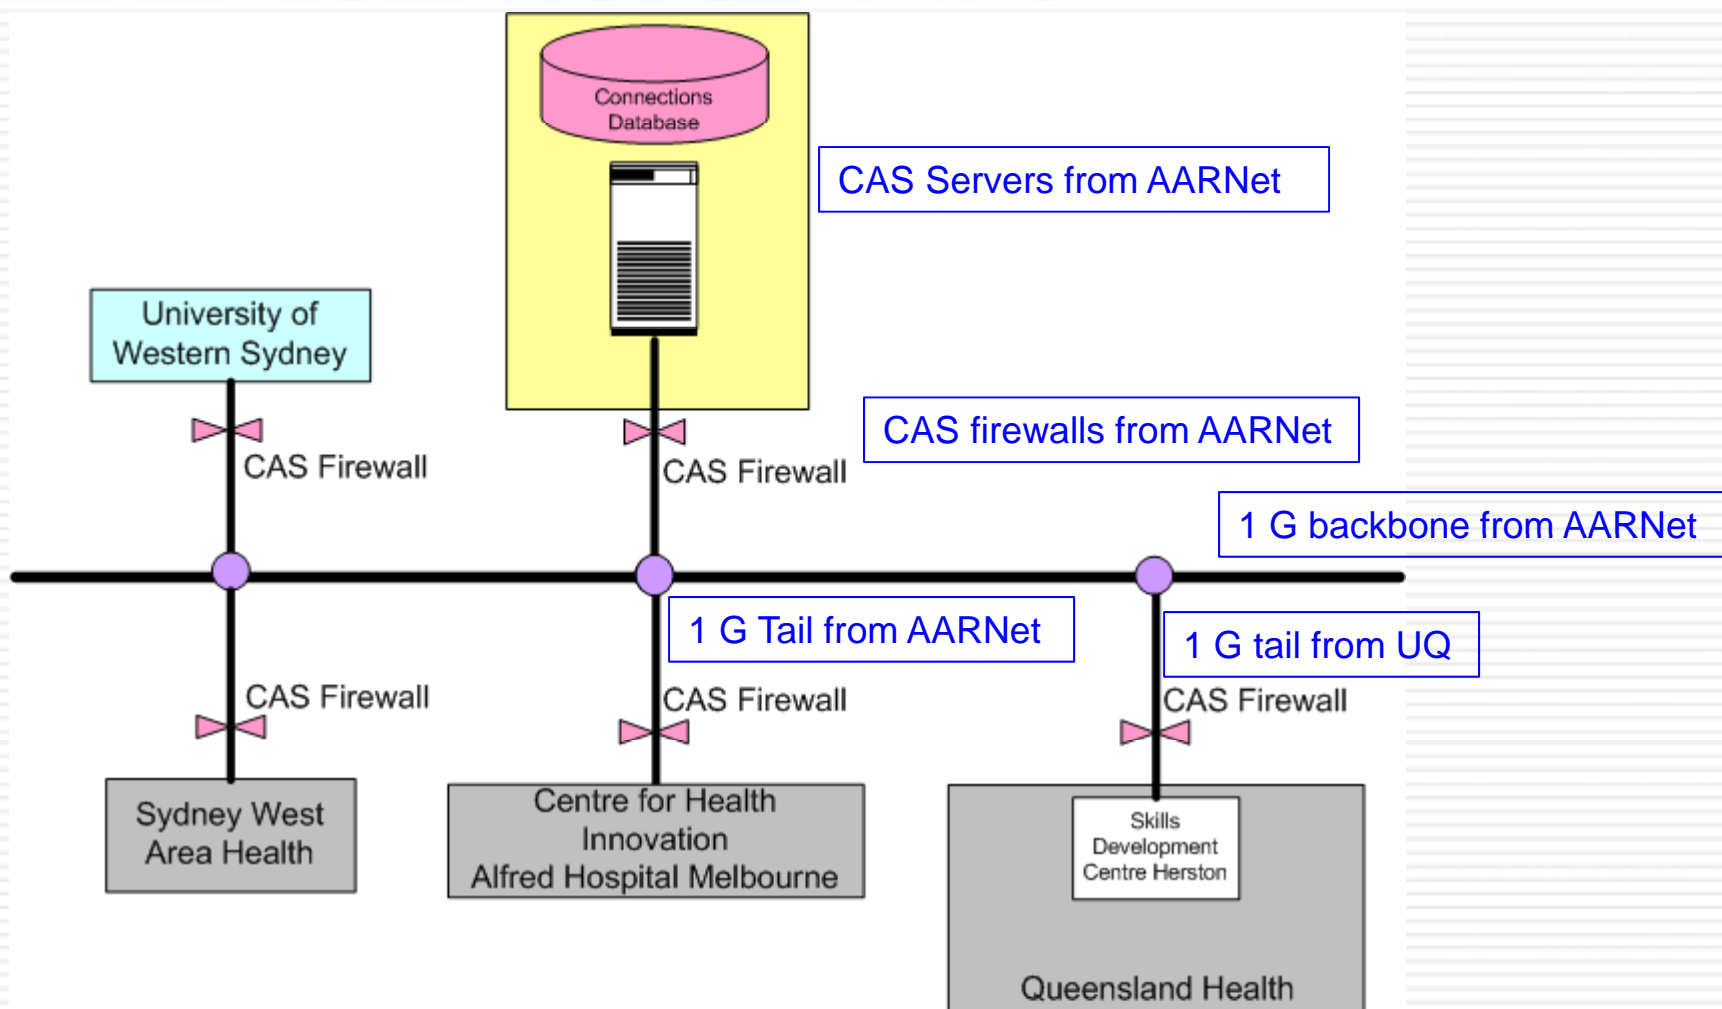 Connections
Database
CAS Servers from AARNet
University of
Western Sydney
CAS firewalls from AARNet
CAS Firewall
CAS Firewall
1 G backbone from AARNet
1 G Tail from AARNet
1 G tail from UQ
CAS Firewall
CAS Firewall
CAS Firewall
Sydney West
Area Health
Centre for Health
Innovation
Alfred Hospital Melbourne
Skills
Development
Centre Herston
Queensland Health